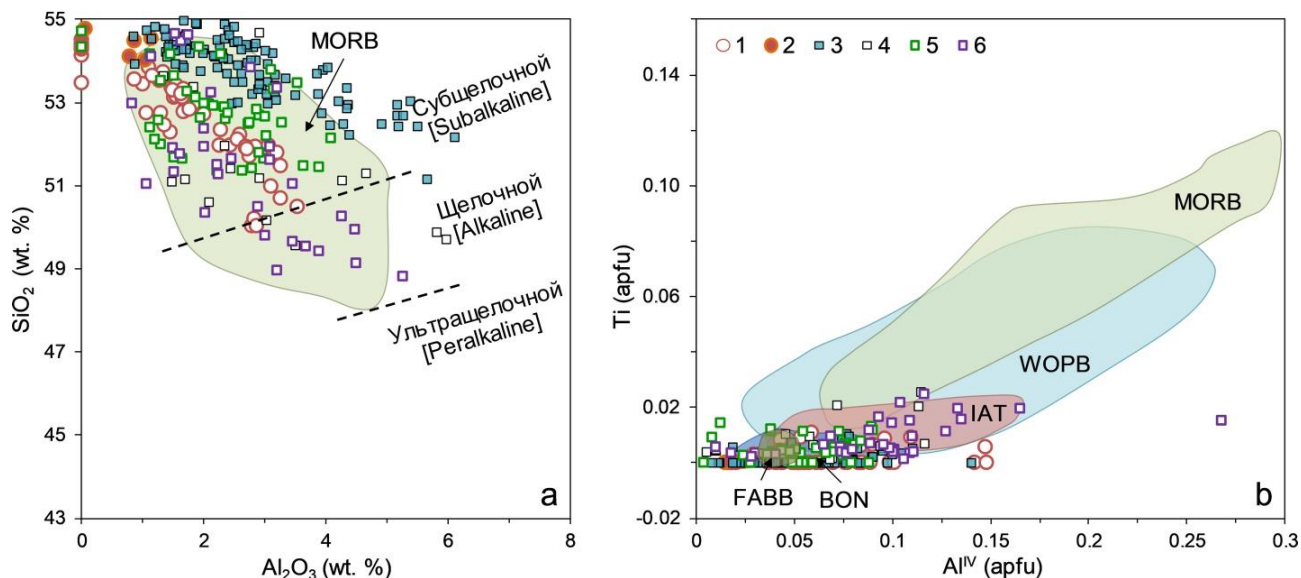 55
53
51
49
47
45
43
SiO₂ (wt. %)
MORB
Субщелочной
[Subalkaline]
Щелочной
[Alkaline]
Ультращелочной
[Peralkaline]
a
0 2 4 6 8
Al₂O₃ (wt. %)
1 2 3 4 5 6
0.14
0.10
0.06
0.02
-0.02
Ti (apfu)
MORB
WOPB
IAT
FABB BON
b
0 0.05 0.1 0.15 0.2 0.25 0.3
Alᴵⱽ (apfu)